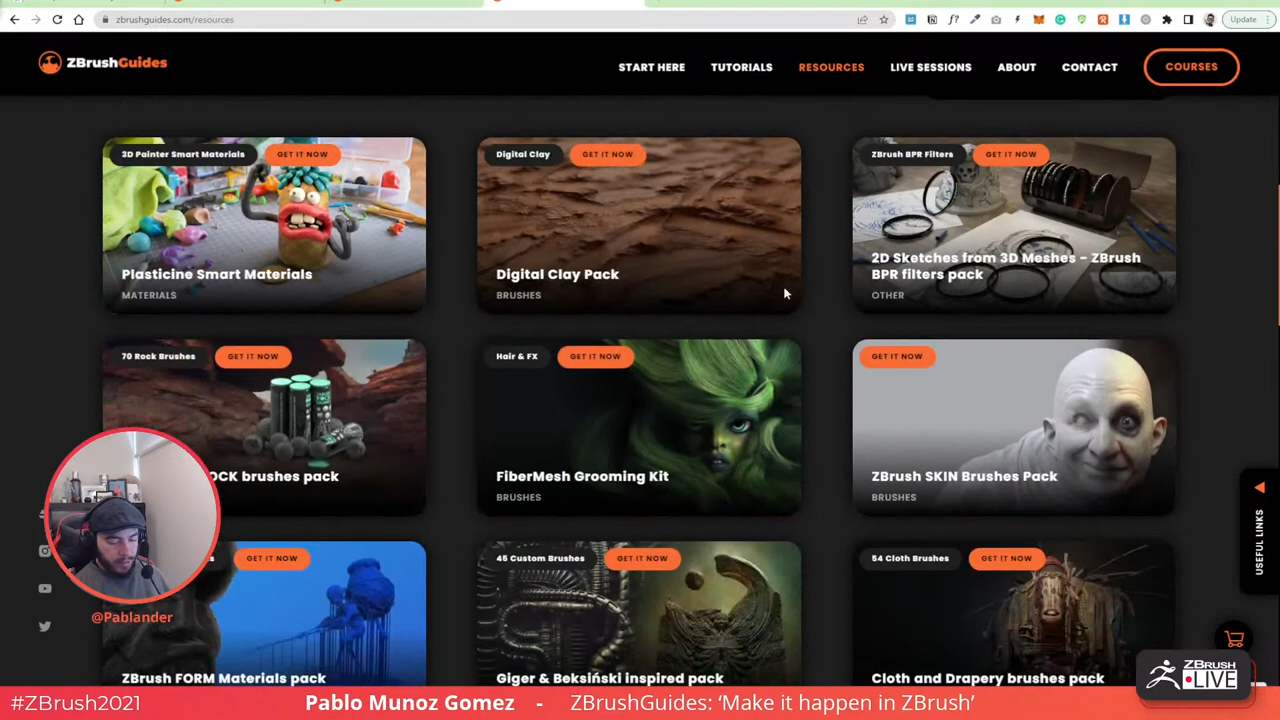 zbrushguides.com/resources
Update
ZBrushGuides
START HERE
TUTORIALS
RESOURCES
LIVE SESSIONS
ABOUT
CONTACT
COURSES
3D Painter Smart Materials
GET IT NOW
Plasticine Smart Materials
MATERIALS
Digital Clay
GET IT NOW
Digital Clay Pack
BRUSHES
ZBrush BPR Filters
GET IT NOW
2D Sketches from 3D Meshes - ZBrush
BPR filters pack
OTHER
70 Rock Brushes
GET IT NOW
OCK brushes pack
Hair & FX
GET IT NOW
FiberMesh Grooming Kit
BRUSHES
GET IT NOW
ZBrush SKIN Brushes Pack
BRUSHES
GET IT NOW
ZBrush FORM Materials pack
45 Custom Brushes
GET IT NOW
Giger & Beksiński inspired pack
54 Cloth Brushes
GET IT NOW
Cloth and Drapery brushes pack
USEFUL LINKS
@Pablander
ZBRUSH
LIVE
#ZBrush2021
Pablo Munoz Gomez - ZBrushGuides: 'Make it happen in ZBrush'